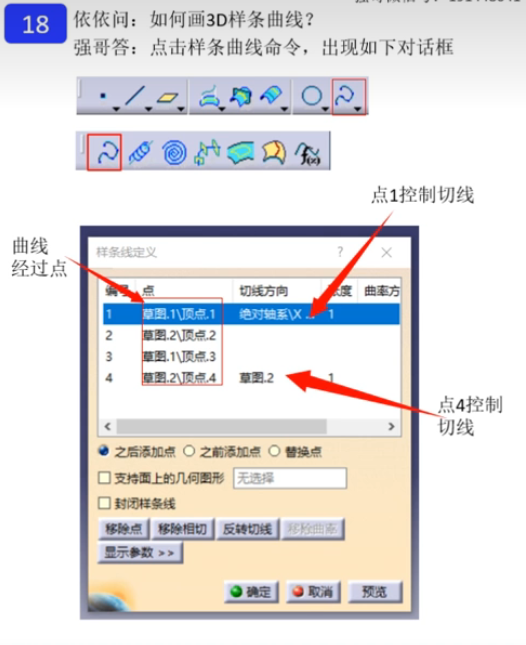 18
依依问：如何画3D样条曲线？
强哥答：点击样条曲线命令，出现如下对话框
f(x)
点1控制切线
曲线
经过点
样条线定义 ?
编号 点 切线方向 张度 曲率方
1 草图.1\顶点.1 绝对轴系\X ... 1
2 草图.2\顶点.2
3 草图.1\顶点.3
4 草图.2\顶点.4 草图.2 1
点4控制
切线
之后添加点 之前添加点 替换点
支持面上的几何图形 无选择
封闭样条线
移除点 移除相切 反转切线 移除曲率
显示参数 >>
确定 取消 预览